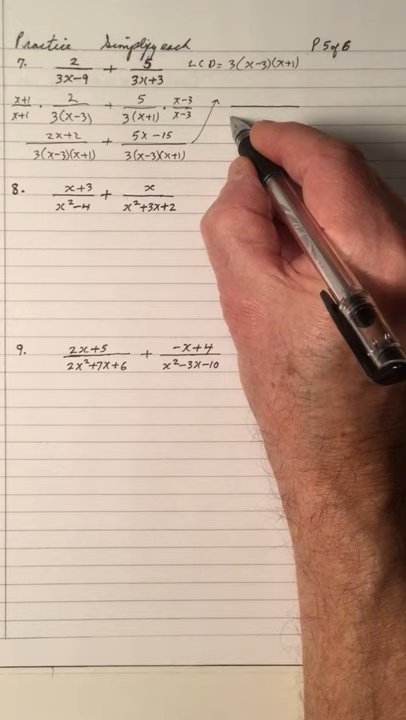 Practice Simplify each P 5 of 6
7. 2/(3x-9) + 5/(3x+3) LCD = 3(x-3)(x+1)
(x+1)/(x+1) · 2/(3(x-3)) + 5/(3(x+1)) · (x-3)/(x-3)
(2x+2)/(3(x-3)(x+1)) + (5x-15)/(3(x-3)(x+1))
8. (x+3)/(x²-4) + x/(x²+3x+2)
9. (2x+5)/(2x²+7x+6) + (-x+4)/(x²-3x-10)